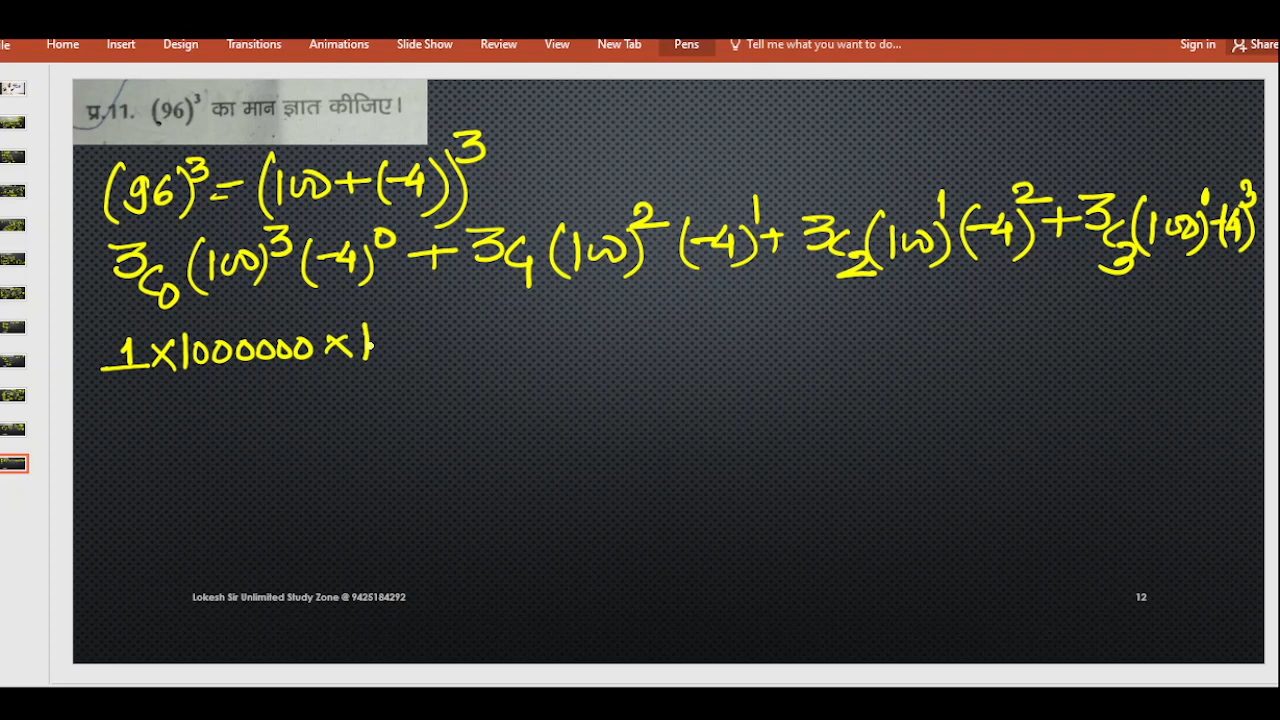 le Home Insert Design Transitions Animations Slide Show Review View New Tab Pens Tell me what you want to do... Sign in Share
प्र.11. (96)³ का मान ज्ञात कीजिए।
(96)³ = (100+(-4))³
3c₀ (100)³ (-4)⁰ + 3c₁ (100)² (-4)¹ + 3c₂ (100)¹ (-4)² + 3c₃ (100)⁰ (-4)³
1×1000000 × 1
Lokesh Sir Unlimited Study Zone @ 9425184292
12